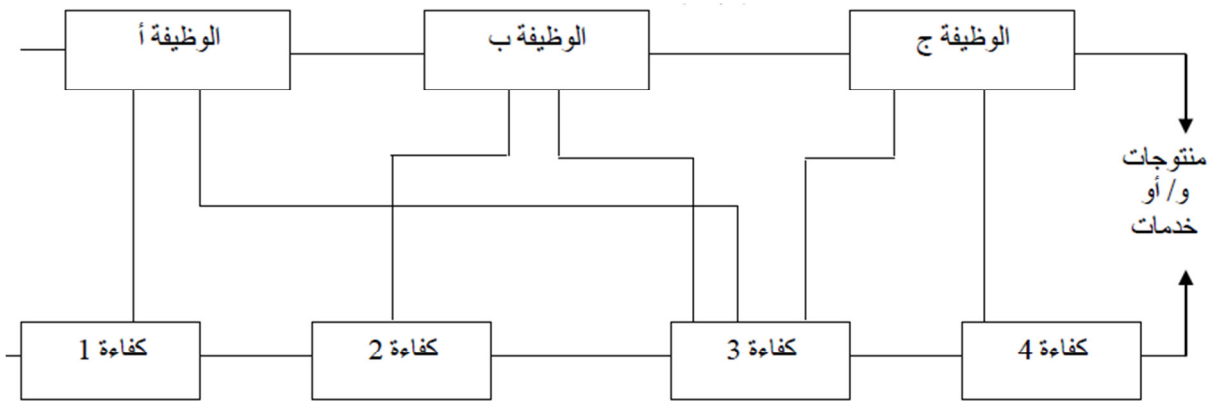 الوظيفة أ
الوظيفة ب
الوظيفة ج
منتوجات
و/ أو
خدمات
كفاءة 1
كفاءة 2
كفاءة 3
كفاءة 4